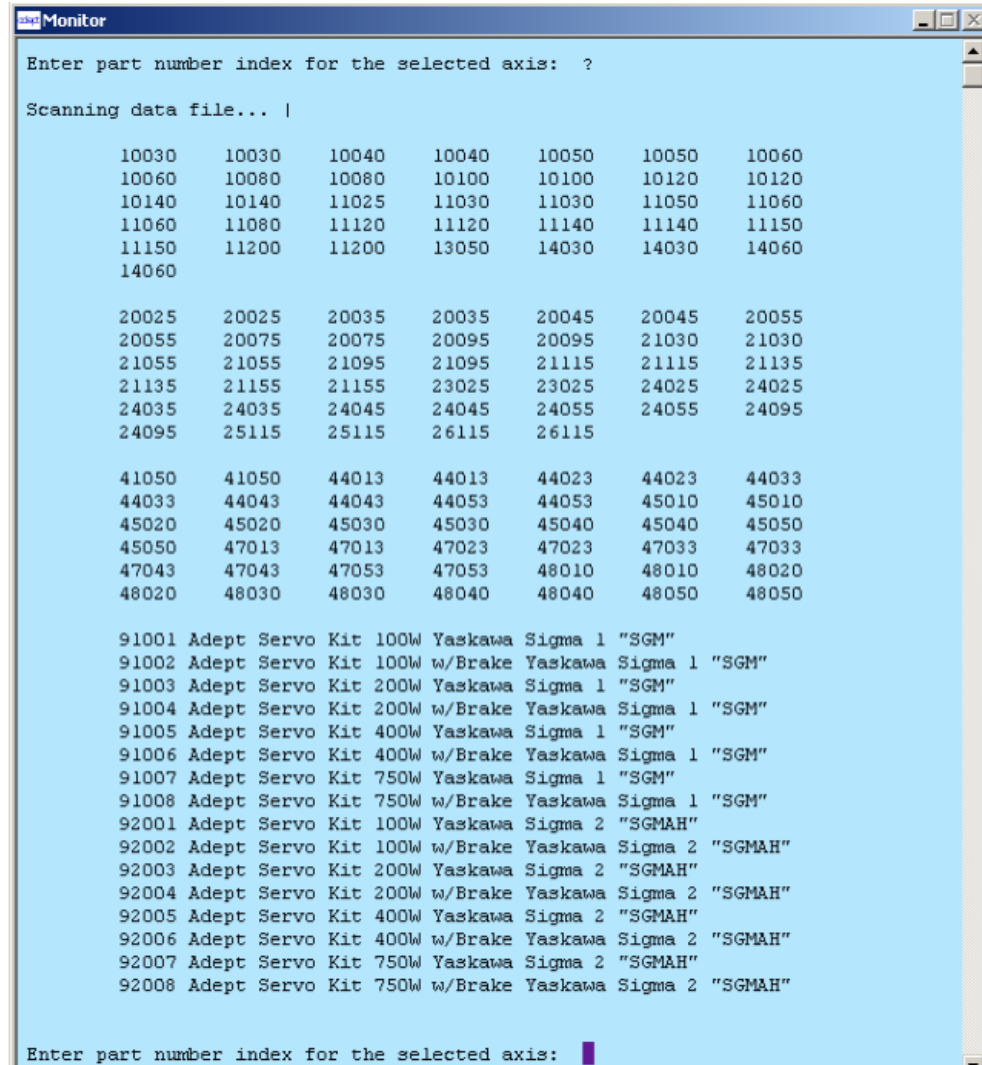 adept Monitor
Enter part number index for the selected axis: ?
Scanning data file... |
10030 10030 10040 10040 10050 10050 10060
10060 10080 10080 10100 10100 10120 10120
10140 10140 11025 11030 11030 11050 11060
11060 11080 11120 11120 11140 11140 11150
11150 11200 11200 13050 14030 14030 14060
14060
20025 20025 20035 20035 20045 20045 20055
20055 20075 20075 20095 20095 21030 21030
21055 21055 21095 21095 21115 21115 21135
21135 21155 21155 23025 23025 24025 24025
24035 24035 24045 24045 24055 24055 24095
24095 25115 25115 26115 26115
41050 41050 44013 44013 44023 44023 44033
44033 44043 44043 44053 44053 45010 45010
45020 45020 45030 45030 45040 45040 45050
45050 47013 47013 47023 47023 47033 47033
47043 47043 47053 47053 48010 48010 48020
48020 48030 48030 48040 48040 48050 48050
91001 Adept Servo Kit 100W Yaskawa Sigma 1 "SGM"
91002 Adept Servo Kit 100W w/Brake Yaskawa Sigma 1 "SGM"
91003 Adept Servo Kit 200W Yaskawa Sigma 1 "SGM"
91004 Adept Servo Kit 200W w/Brake Yaskawa Sigma 1 "SGM"
91005 Adept Servo Kit 400W Yaskawa Sigma 1 "SGM"
91006 Adept Servo Kit 400W w/Brake Yaskawa Sigma 1 "SGM"
91007 Adept Servo Kit 750W Yaskawa Sigma 1 "SGM"
91008 Adept Servo Kit 750W w/Brake Yaskawa Sigma 1 "SGM"
92001 Adept Servo Kit 100W Yaskawa Sigma 2 "SGMAH"
92002 Adept Servo Kit 100W w/Brake Yaskawa Sigma 2 "SGMAH"
92003 Adept Servo Kit 200W Yaskawa Sigma 2 "SGMAH"
92004 Adept Servo Kit 200W w/Brake Yaskawa Sigma 2 "SGMAH"
92005 Adept Servo Kit 400W Yaskawa Sigma 2 "SGMAH"
92006 Adept Servo Kit 400W w/Brake Yaskawa Sigma 2 "SGMAH"
92007 Adept Servo Kit 750W Yaskawa Sigma 2 "SGMAH"
92008 Adept Servo Kit 750W w/Brake Yaskawa Sigma 2 "SGMAH"
Enter part number index for the selected axis: